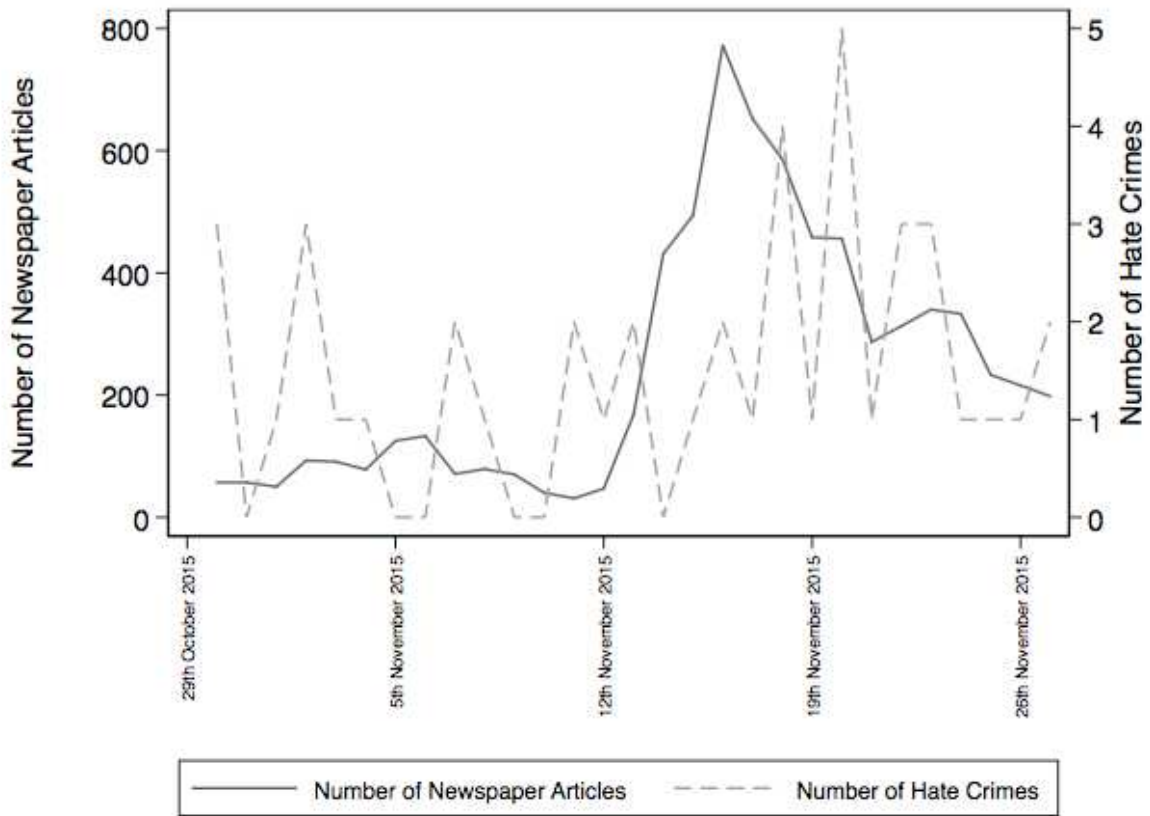 Number of Newspaper Articles
800
600
400
200
0
5
4
3
2
1
0
Number of Hate Crimes
29th October 2015
5th November 2015
12th November 2015
19th November 2015
26th November 2015
Number of Newspaper Articles
Number of Hate Crimes